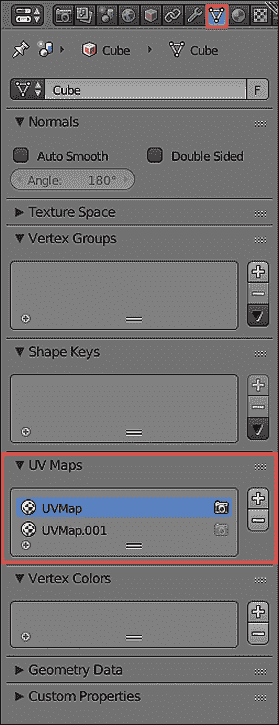 Cube Cube
Cube F
Normals
Auto Smooth Double Sided
Angle: 180°
Texture Space
Vertex Groups
Shape Keys
UV Maps
UVMap
UVMap.001
Vertex Colors
Geometry Data
Custom Properties